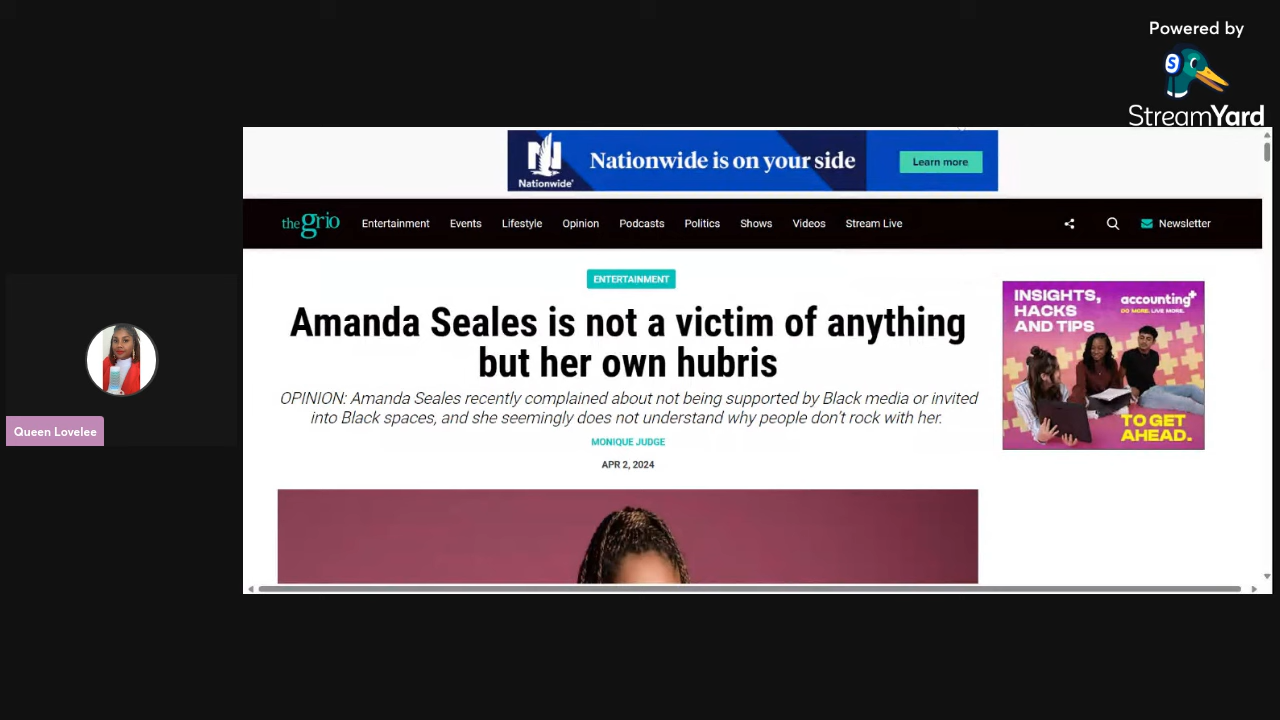 Powered by
S
StreamYard
Nationwide is on your side
Learn more
N
Nationwide®
thegrio
Entertainment
Events
Lifestyle
Opinion
Podcasts
Politics
Shows
Videos
Stream Live
Newsletter
ENTERTAINMENT
Amanda Seales is not a victim of anything
but her own hubris
OPINION: Amanda Seales recently complained about not being supported by Black media or invited
into Black spaces, and she seemingly does not understand why people don't rock with her.
MONIQUE JUDGE
APR 2, 2024
INSIGHTS,
HACKS
AND TIPS
accounting+
DO MORE. LIVE MORE.
TO GET
AHEAD.
Queen Lovelee